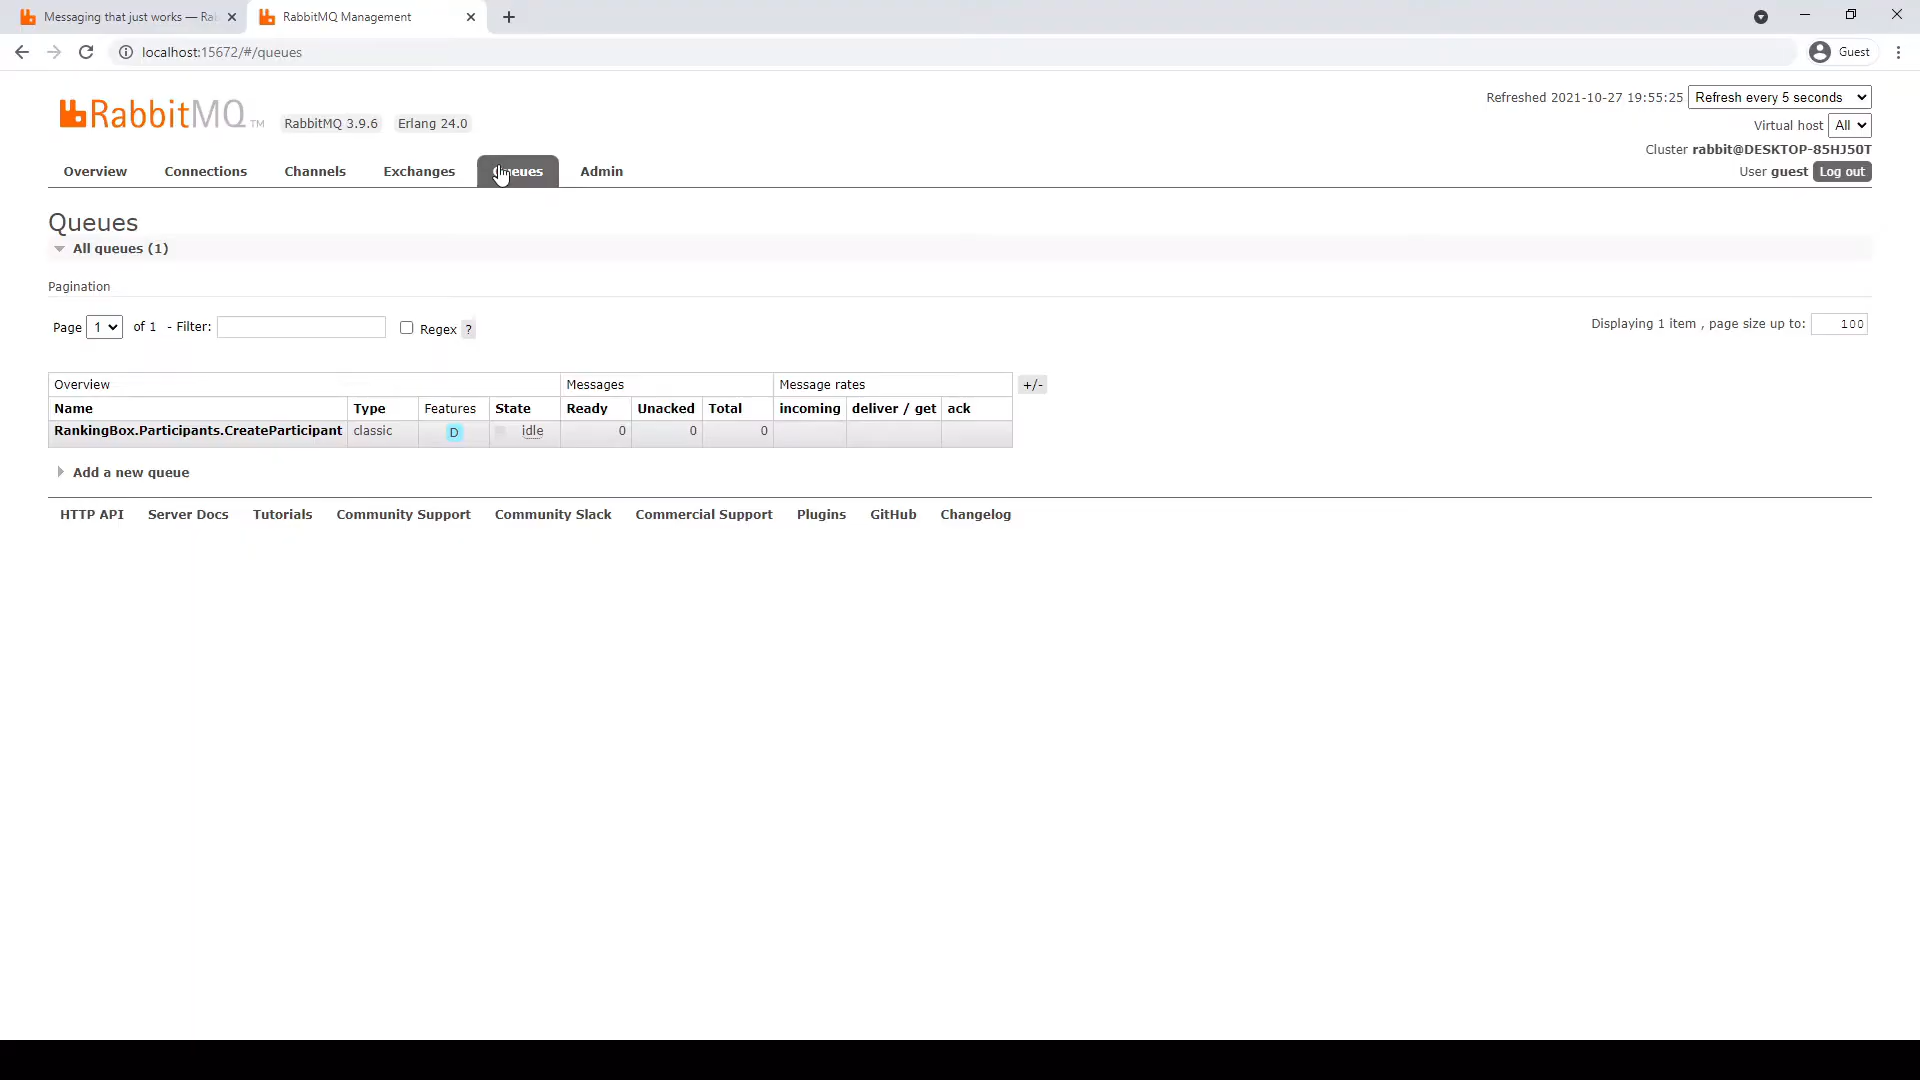 Messaging that just works — Ra
RabbitMQ Management
localhost:15672/#/queues
Guest
RabbitMQ TM
RabbitMQ 3.9.6
Erlang 24.0
Refreshed 2021-10-27 19:55:25 Refresh every 5 seconds
Virtual host All
Cluster rabbit@DESKTOP-85HJ50T
User guest Log out
Overview Connections Channels Exchanges Queues Admin
Queues
All queues (1)
Pagination
Page 1 of 1 - Filter: Regex ?
Displaying 1 item , page size up to: 100
Overview Messages Message rates +/-
Name Type Features State Ready Unacked Total incoming deliver / get ack
RankingBox.Participants.CreateParticipant classic D idle 0 0 0
Add a new queue
HTTP API Server Docs Tutorials Community Support Community Slack Commercial Support Plugins GitHub Changelog